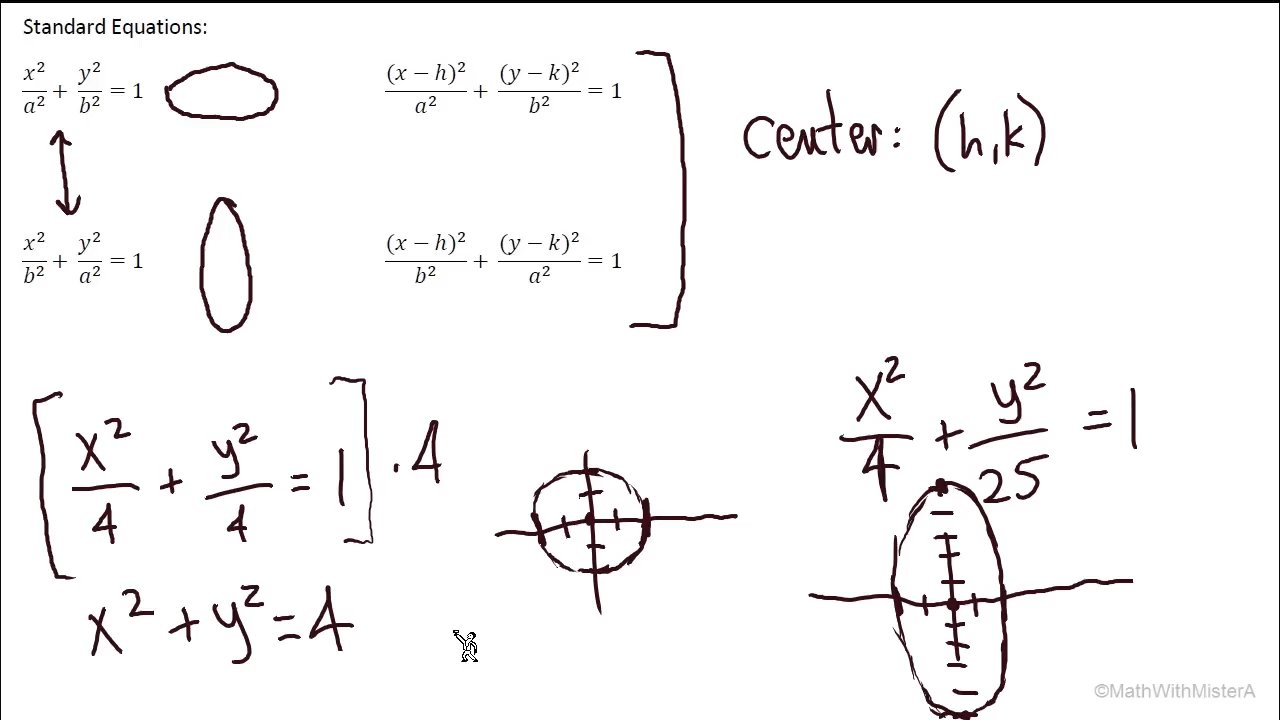 Standard Equations:
x²/a² + y²/b² = 1
(x − h)²/a² + (y − k)²/b² = 1
center: (h,k)
x²/b² + y²/a² = 1
(x − h)²/b² + (y − k)²/a² = 1
[x²/4 + y²/4 = 1] · 4
x² + y² = 4
x²/4 + y²/25 = 1
©MathWithMisterA